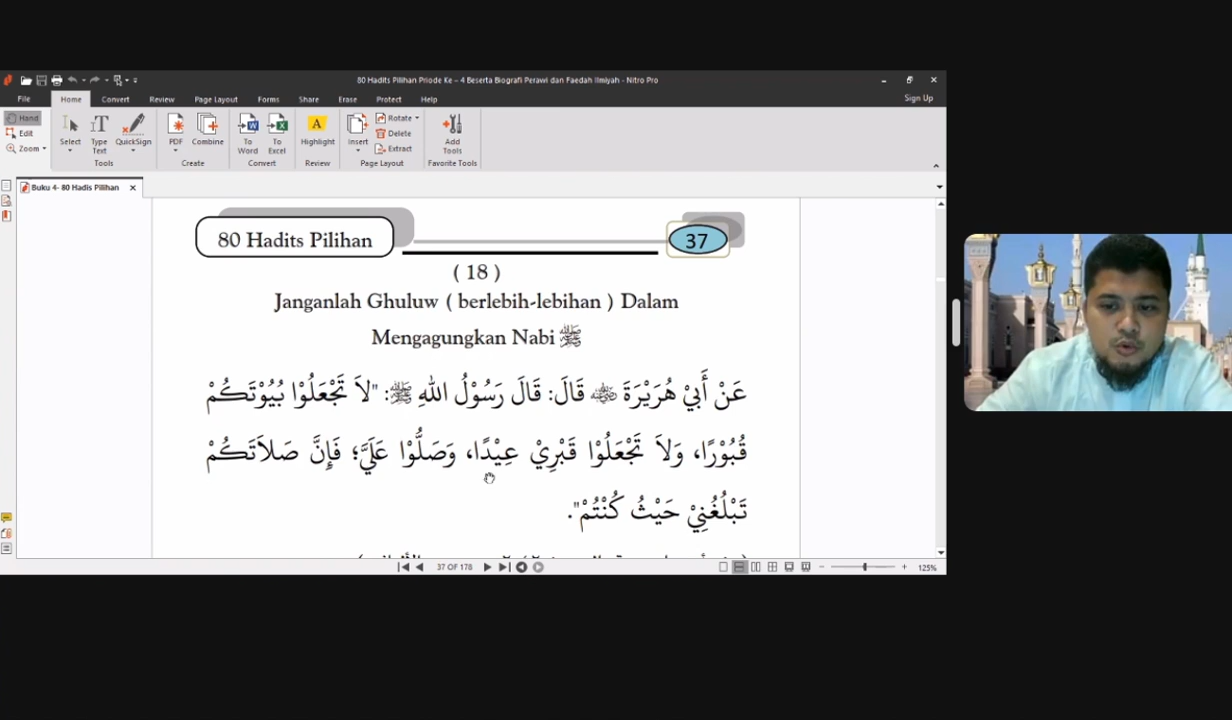 80 Hadits Pilihan Priode Ke – 4 Beserta Biografi Perawi dan Faedah Ilmiyah - Nitro Pro
File Home Convert Review Page Layout Forms Share Erase Protect Help Sign Up
Hand
Edit
Zoom
Select
Type Text
QuickSign
Tools
PDF
Combine
Create
To Word
To Excel
Convert
Highlight
Review
Insert
Rotate
Delete
Extract
Page Layout
Add Tools
Favorite Tools
Buku 4- 80 Hadis Pilihan
80 Hadits Pilihan
37
( 18 )
Janganlah Ghuluw ( berlebih-lebihan ) Dalam
Mengagungkan Nabi ﷺ
عَنْ أَبِيْ هُرَيْرَةَ ﷺ قَالَ: قَالَ رَسُوْلُ اللهِ ﷺ: "لاَ تَجْعَلُوْا بُيُوْتَكُمْ
قُبُوْرًا، وَلاَ تَجْعَلُوْا قَبْرِيْ عِيْدًا، وَصَلُّوْا عَلَيَّ؛ فَإِنَّ صَلاَتَكُمْ
تَبْلُغُنِيْ حَيْثُ كُنْتُمْ".
37 OF 178
125%